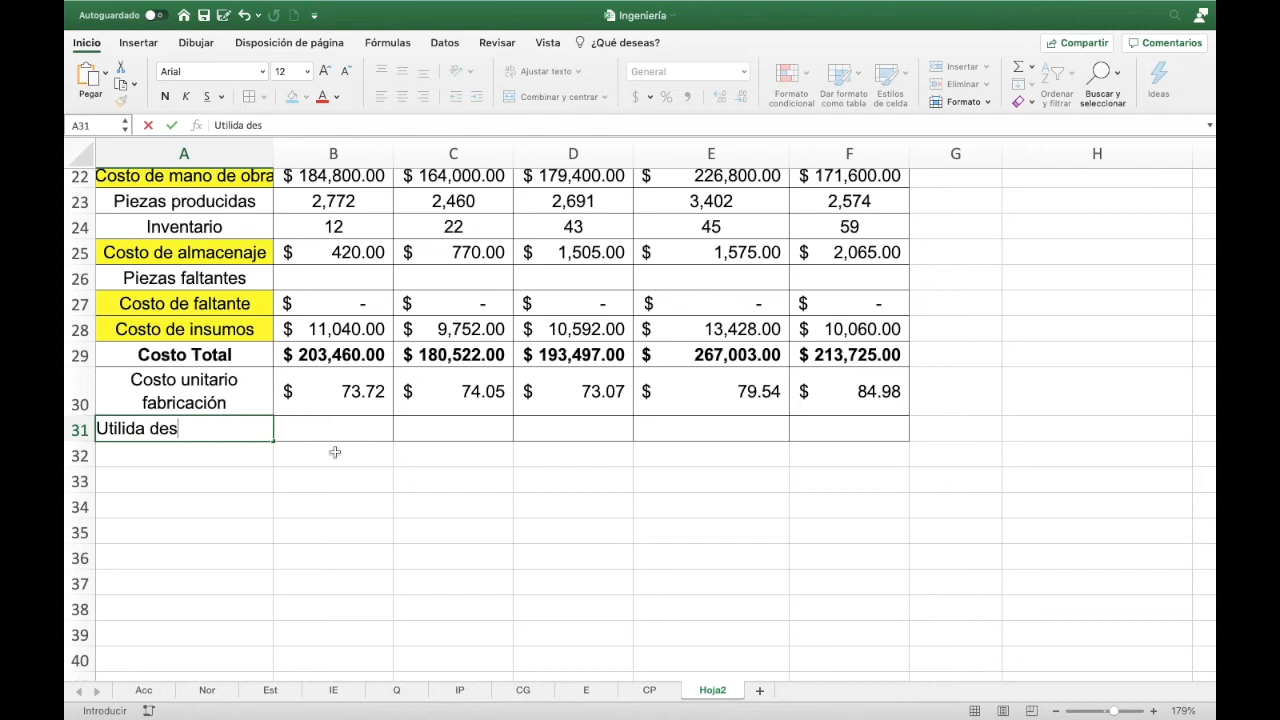 Autoguardado
Ingeniería
Inicio Insertar Dibujar Disposición de página Fórmulas Datos Revisar Vista ¿Qué deseas? Compartir Comentarios
Pegar
Arial 12
N K S
Ajustar texto
Combinar y centrar
General
$ %
Formato condicional
Dar formato como tabla
Estilos de celda
Insertar
Eliminar
Formato
Ordenar y filtrar
Buscar y seleccionar
Ideas
A31 fx Utilida des
A B C D E F G H
22 Costo de mano de obra $ 184,800.00 $ 164,000.00 $ 179,400.00 $ 226,800.00 $ 171,600.00
23 Piezas producidas 2,772 2,460 2,691 3,402 2,574
24 Inventario 12 22 43 45 59
25 Costo de almacenaje $ 420.00 $ 770.00 $ 1,505.00 $ 1,575.00 $ 2,065.00
26 Piezas faltantes
27 Costo de faltante $ - $ - $ - $ - $ -
28 Costo de insumos $ 11,040.00 $ 9,752.00 $ 10,592.00 $ 13,428.00 $ 10,060.00
29 Costo Total $ 203,460.00 $ 180,522.00 $ 193,497.00 $ 267,003.00 $ 213,725.00
30 Costo unitario fabricación $ 73.72 $ 74.05 $ 73.07 $ 79.54 $ 84.98
31 Utilida des
32
33
34
35
36
37
38
39
40
Acc Nor Est IE Q IP CG E CP Hoja2 +
Introducir 179%